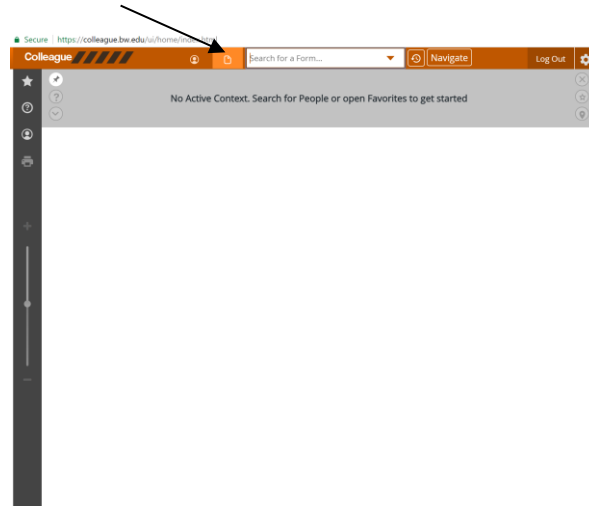 Secure | https://colleague.bw.edu/ui/home/index.html
Colleague Search for a Form... Navigate Log Out
No Active Context. Search for People or open Favorites to get started